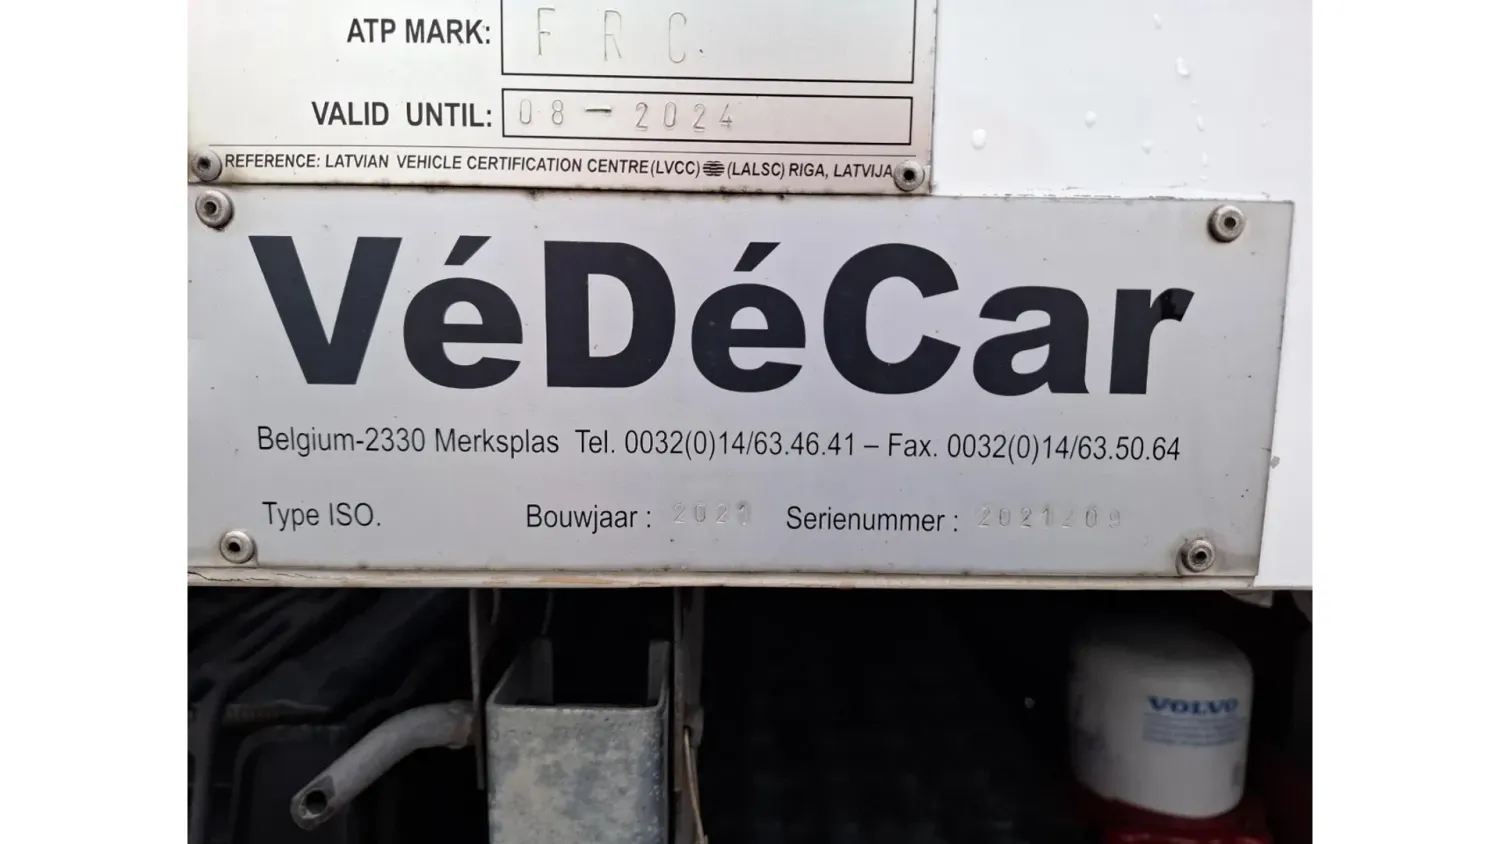 ATP MARK: F R C
VALID UNTIL: 08 - 2024
REFERENCE: LATVIAN VEHICLE CERTIFICATION CENTRE (LVCC) (LALSC) RIGA, LATVIJA
VéDéCar
Belgium-2330 Merksplas Tel. 0032(0)14/63.46.41 – Fax. 0032(0)14/63.50.64
Type ISO. Bouwjaar : 2021 Serienummer : 2021209
VOLVO